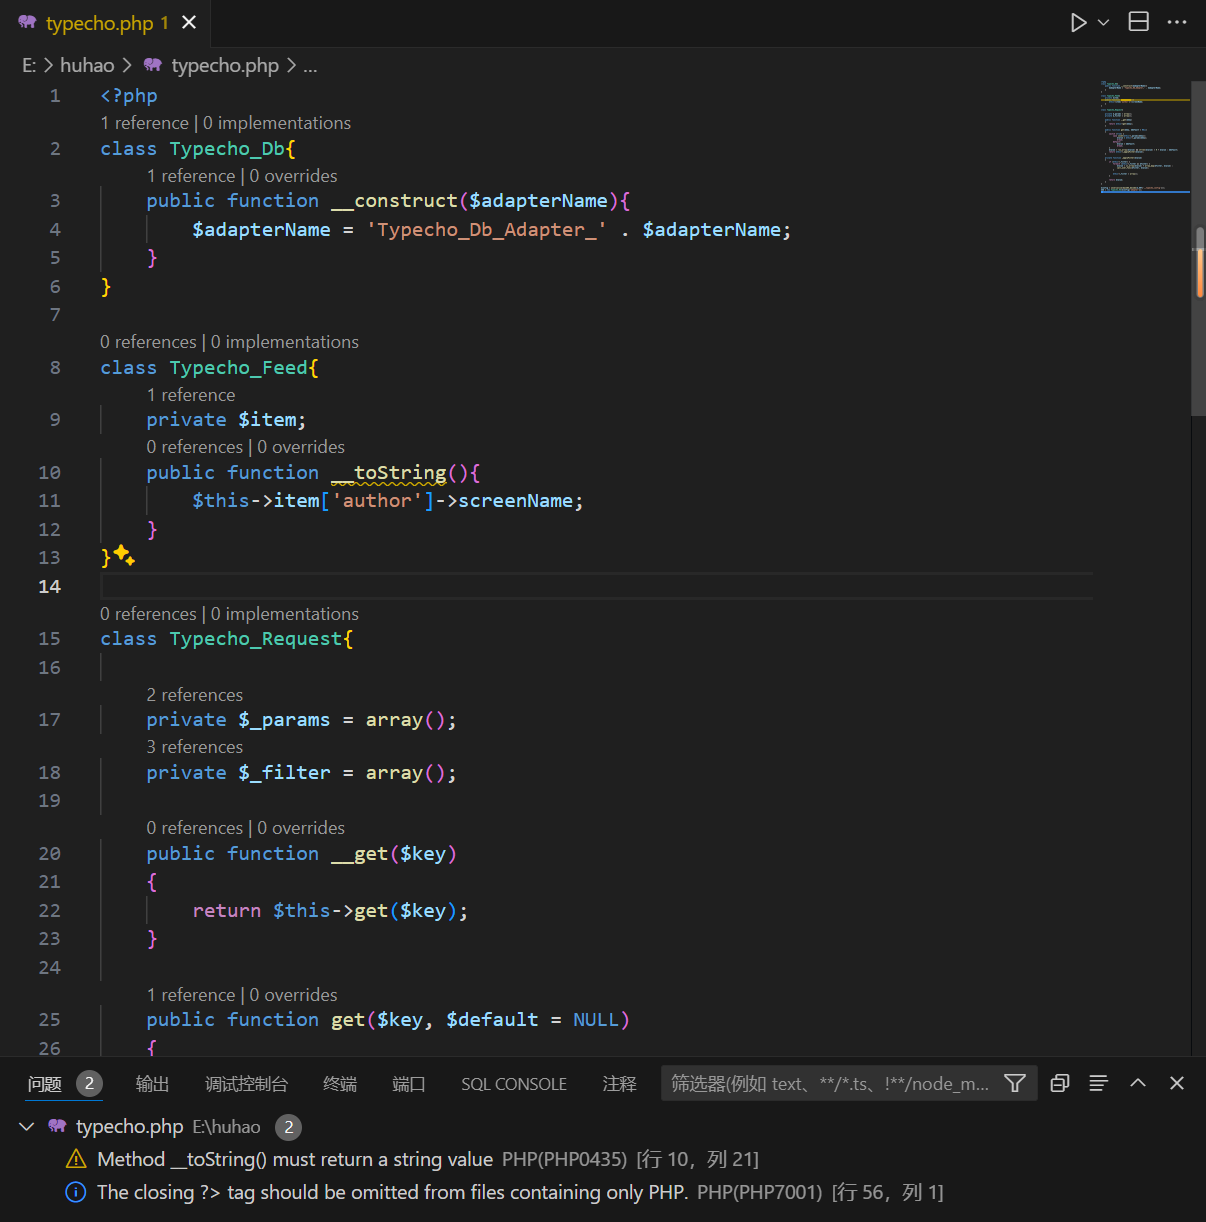 typecho.php 1
E: > huhao > typecho.php > ...
1 <?php
1 reference | 0 implementations
2 class Typecho_Db{
1 reference | 0 overrides
3 public function __construct($adapterName){
4 $adapterName = 'Typecho_Db_Adapter_' . $adapterName;
5 }
6 }
7
0 references | 0 implementations
8 class Typecho_Feed{
1 reference
9 private $item;
0 references | 0 overrides
10 public function __toString(){
11 $this->item['author']->screenName;
12 }
13 }
14
0 references | 0 implementations
15 class Typecho_Request{
16
2 references
17 private $_params = array();
3 references
18 private $_filter = array();
19
0 references | 0 overrides
20 public function __get($key)
21 {
22 return $this->get($key);
23 }
24
1 reference | 0 overrides
25 public function get($key, $default = NULL)
26 {
问题 2 输出 调试控制台 终端 端口 SQL CONSOLE 注释 筛选器(例如 text、**/*.ts、!**/node_m...
typecho.php E:\huhao 2
Method __toString() must return a string value PHP(PHP0435) [行 10，列 21]
The closing ?> tag should be omitted from files containing only PHP. PHP(PHP7001) [行 56，列 1]